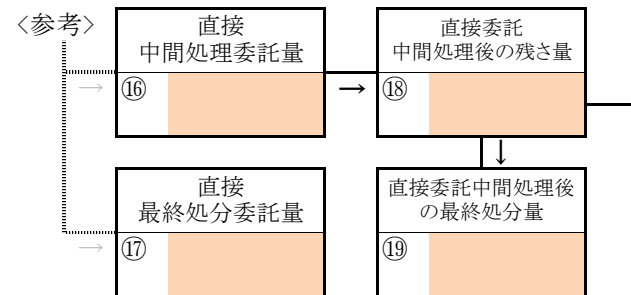 〈参考〉
直接
中間処理委託量
直接委託
中間処理後の残さ量
→
⑯
→
⑱
↓
直接
最終処分委託量
直接委託中間処理後
の最終処分量
→
⑰
⑲